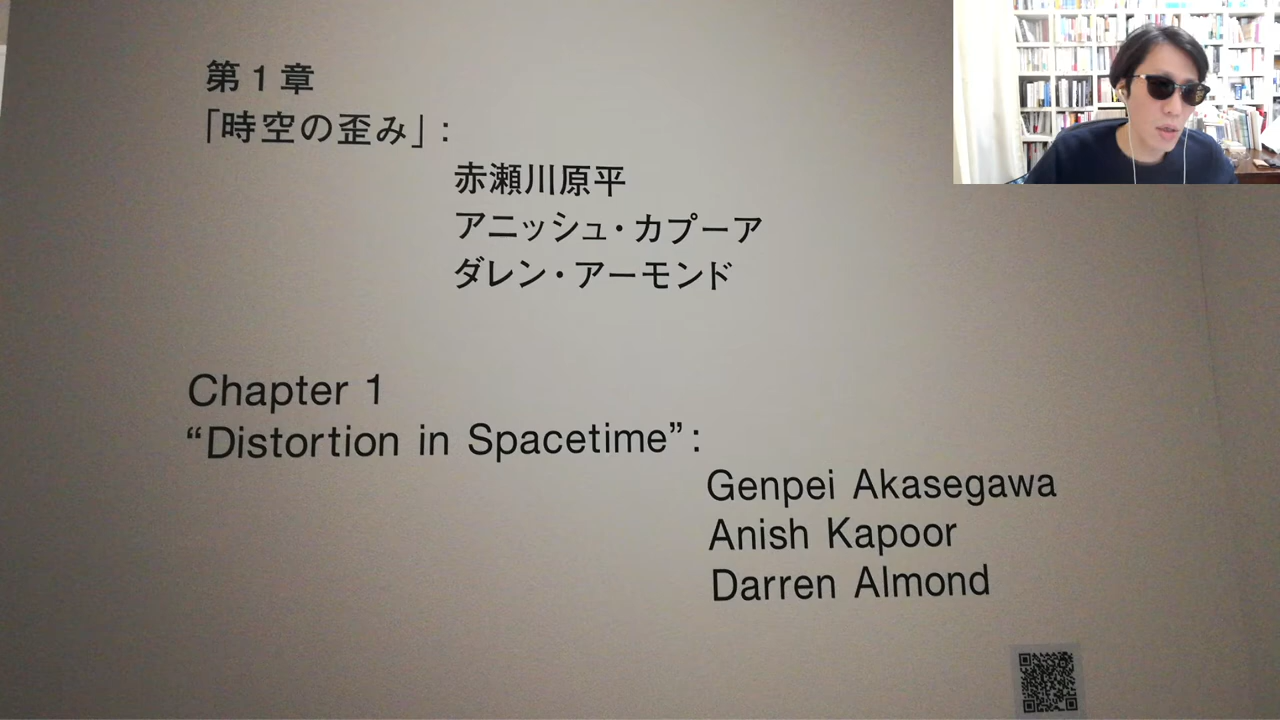 第1章
「時空の歪み」:
赤瀬川原平
アニッシュ・カプーア
ダレン・アーモンド
Chapter 1
“Distortion in Spacetime”:
Genpei Akasegawa
Anish Kapoor
Darren Almond